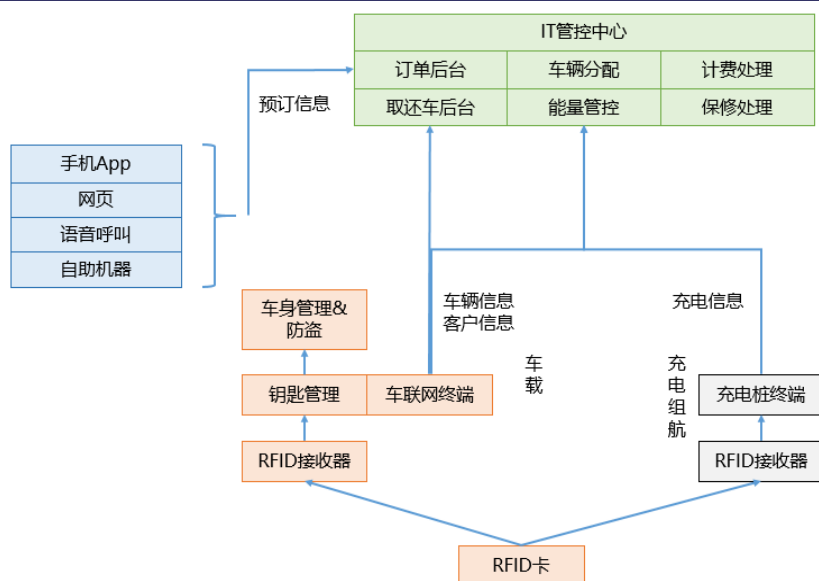 IT管控中心
订单后台
车辆分配
计费处理
取还车后台
能量管控
保修处理
预订信息
手机App
网页
语音呼叫
自助机器
车身管理&
防盗
车辆信息
客户信息
充电信息
车
载
充
电
组
航
钥匙管理
车联网终端
充电桩终端
RFID接收器
RFID接收器
RFID卡